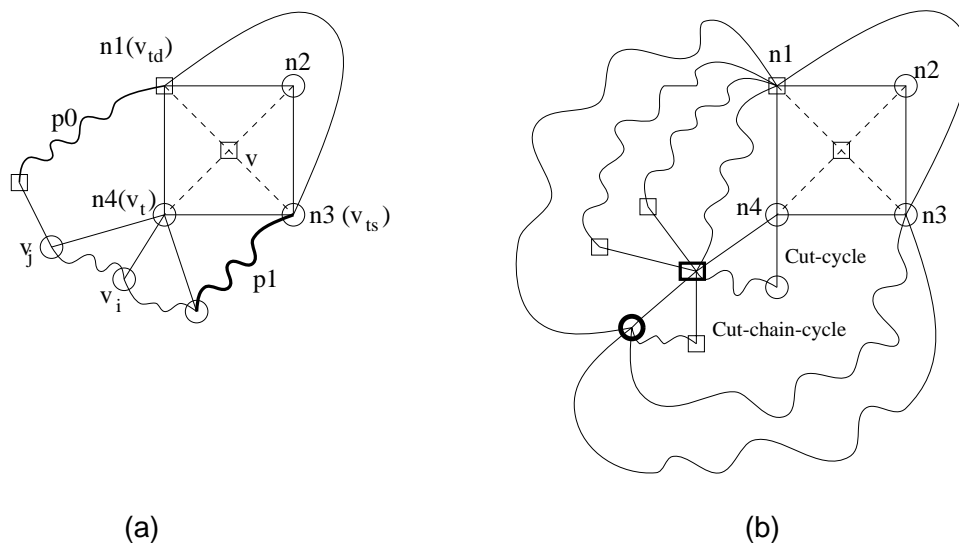 n1(v_td)
n2
p0
v
n4(v_t)
n3 (v_ts)
v_j
v_i
p1
(a)
n1
n2
n4
n3
Cut-cycle
Cut-chain-cycle
(b)